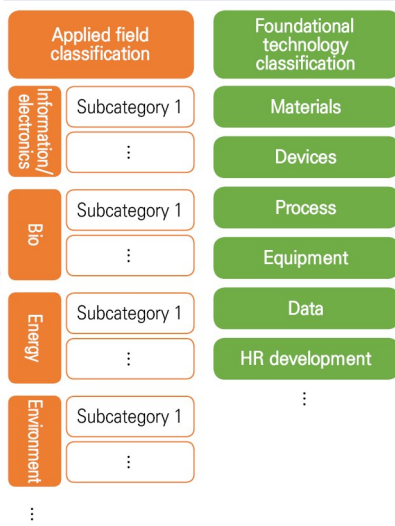 Applied field
classification
Information/
electronics
Subcategory 1
⋮
Bio
Subcategory 1
⋮
Energy
Subcategory 1
⋮
Environment
Subcategory 1
⋮
⋮
Foundational
technology
classification
Materials
Devices
Process
Equipment
Data
HR development
⋮